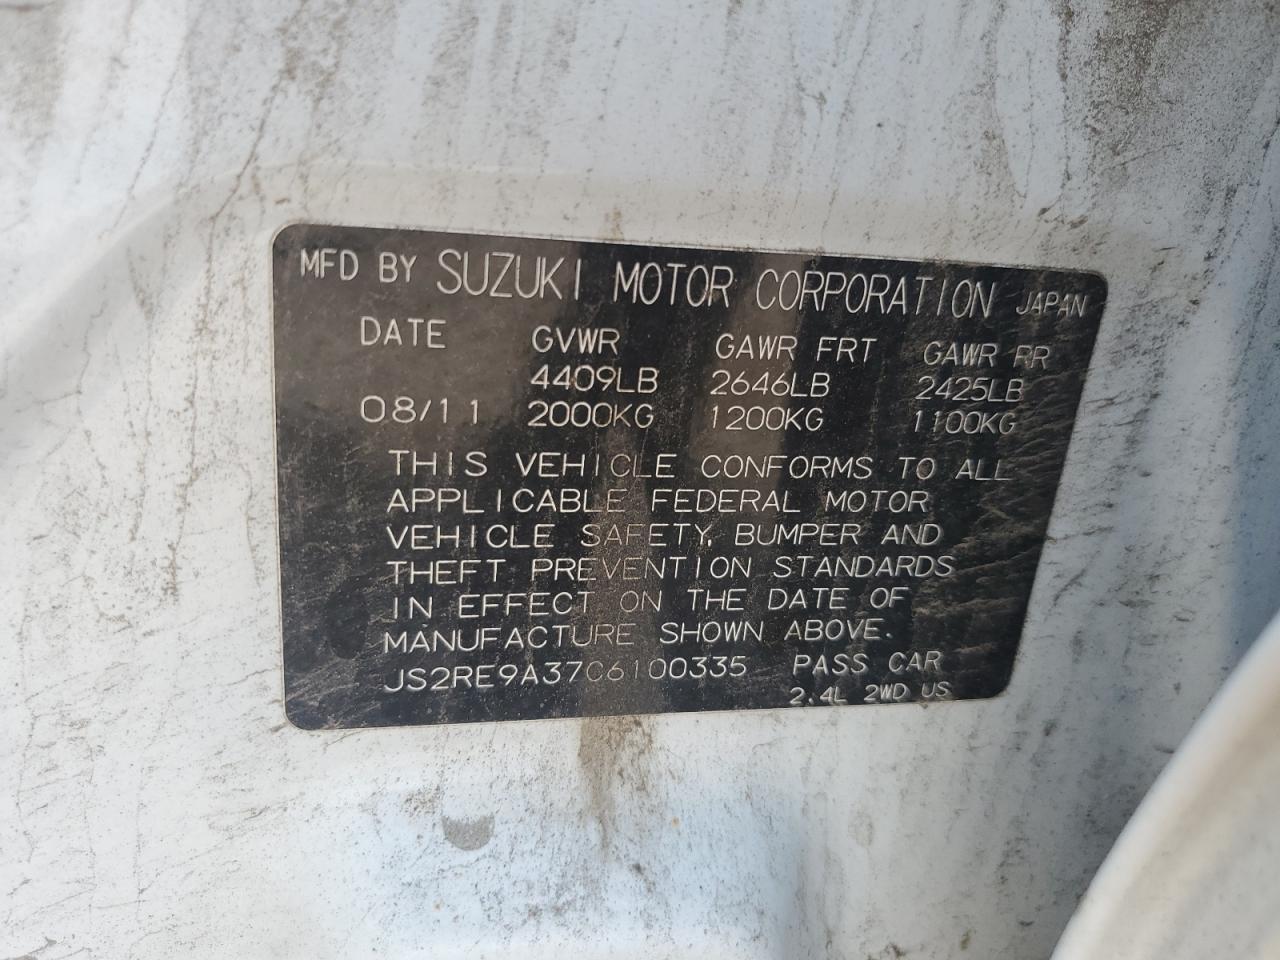 MFD BY SUZUKI MOTOR CORPORATION JAPAN
DATE GVWR GAWR FRT GAWR RR
4409LB 2646LB 2425LB
08/11 2000KG 1200KG 1100KG
THIS VEHICLE CONFORMS TO ALL
APPLICABLE FEDERAL MOTOR
VEHICLE SAFETY, BUMPER AND
THEFT PREVENTION STANDARDS
IN EFFECT ON THE DATE OF
MANUFACTURE SHOWN ABOVE.
JS2RE9A37C6100335 PASS CAR
2.4L 2WD US